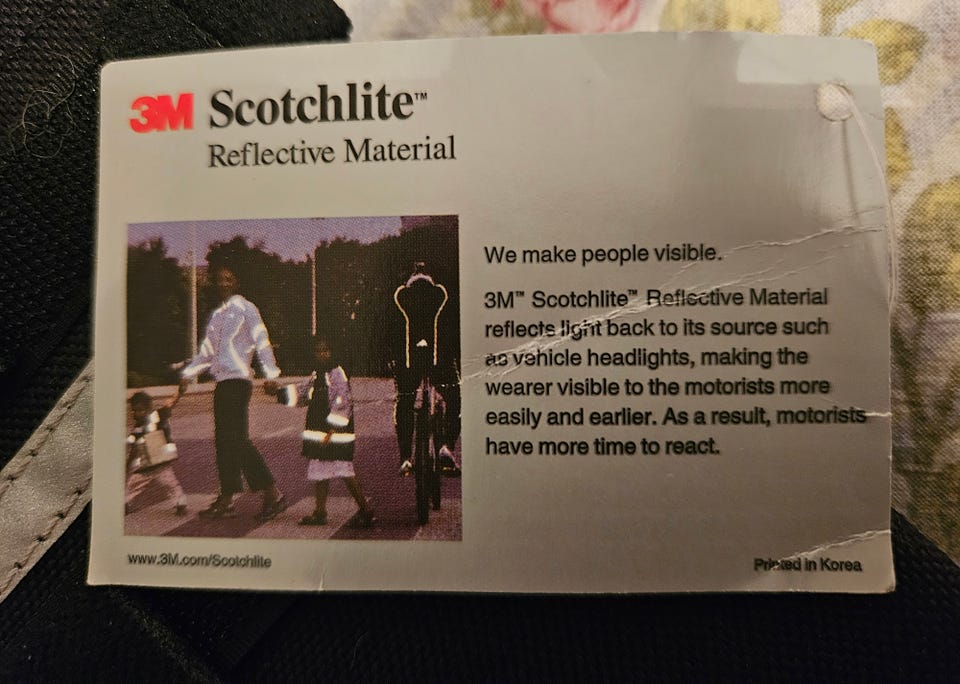 3M Scotchlite™
Reflective Material
We make people visible.
3M™ Scotchlite™ Reflective Material
reflects light back to its source such
as vehicle headlights, making the
wearer visible to the motorists more
easily and earlier. As a result, motorists
have more time to react.
www.3M.com/Scotchlite
Printed in Korea